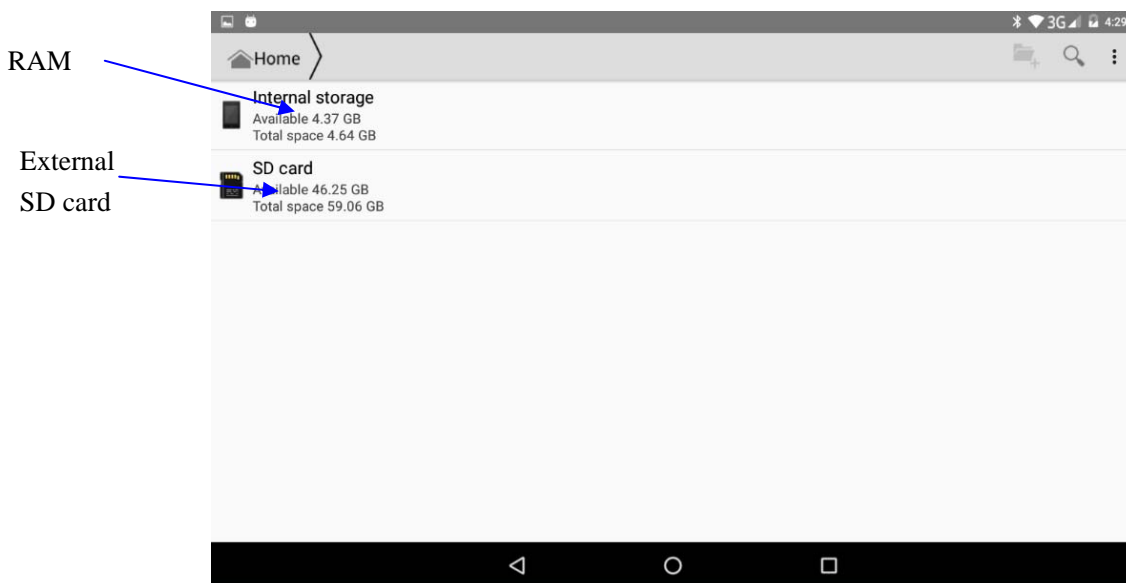 3G 4:29
RAM
Home
Internal storage
Available 4.37 GB
Total space 4.64 GB
External
SD card
SD card
Available 46.25 GB
Total space 59.06 GB